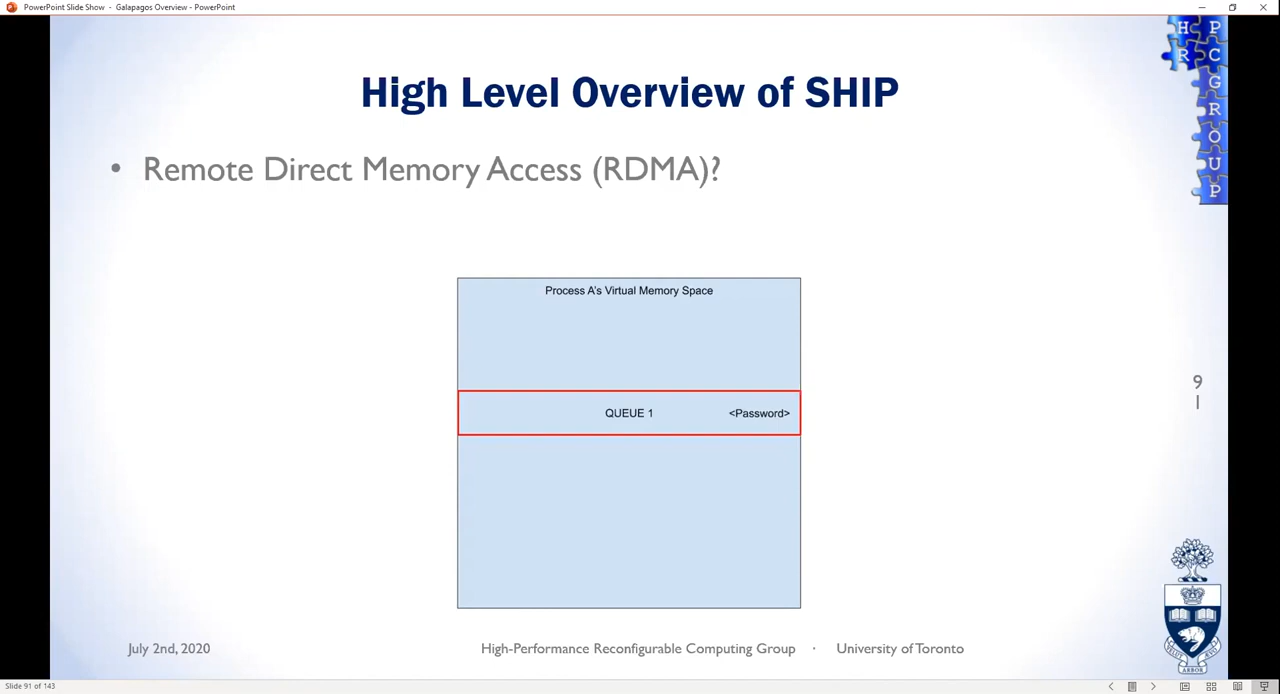 PowerPoint Slide Show - Galapagos Overview - PowerPoint
H P
R C
G
R
O
U
P
High Level Overview of SHIP
• Remote Direct Memory Access (RDMA)?
Process A's Virtual Memory Space
QUEUE 1 <Password>
9
1
July 2nd, 2020
High-Performance Reconfigurable Computing Group · University of Toronto
Slide 91 of 143